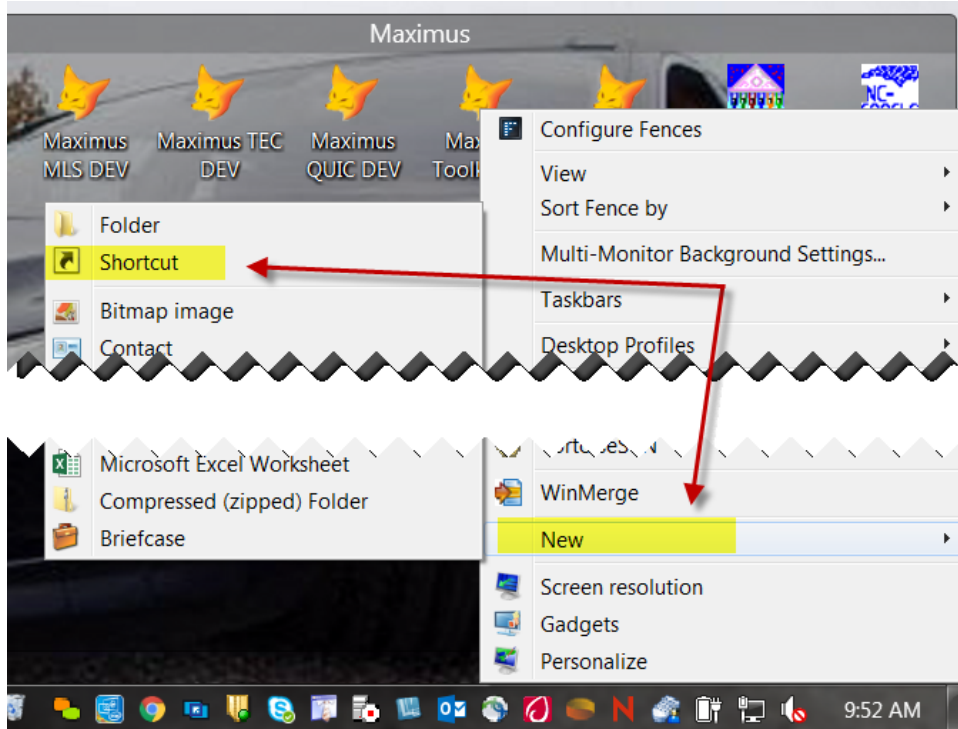 Maximus
Maximus
MLS DEV
Maximus TEC
DEV
Maximus
QUIC DEV
NC-
Configure Fences
View
Sort Fence by
Multi-Monitor Background Settings...
Taskbars
Desktop Profiles
Folder
Shortcut
Bitmap image
Contact
Microsoft Excel Worksheet
Compressed (zipped) Folder
Briefcase
WinMerge
New
Screen resolution
Gadgets
Personalize
9:52 AM